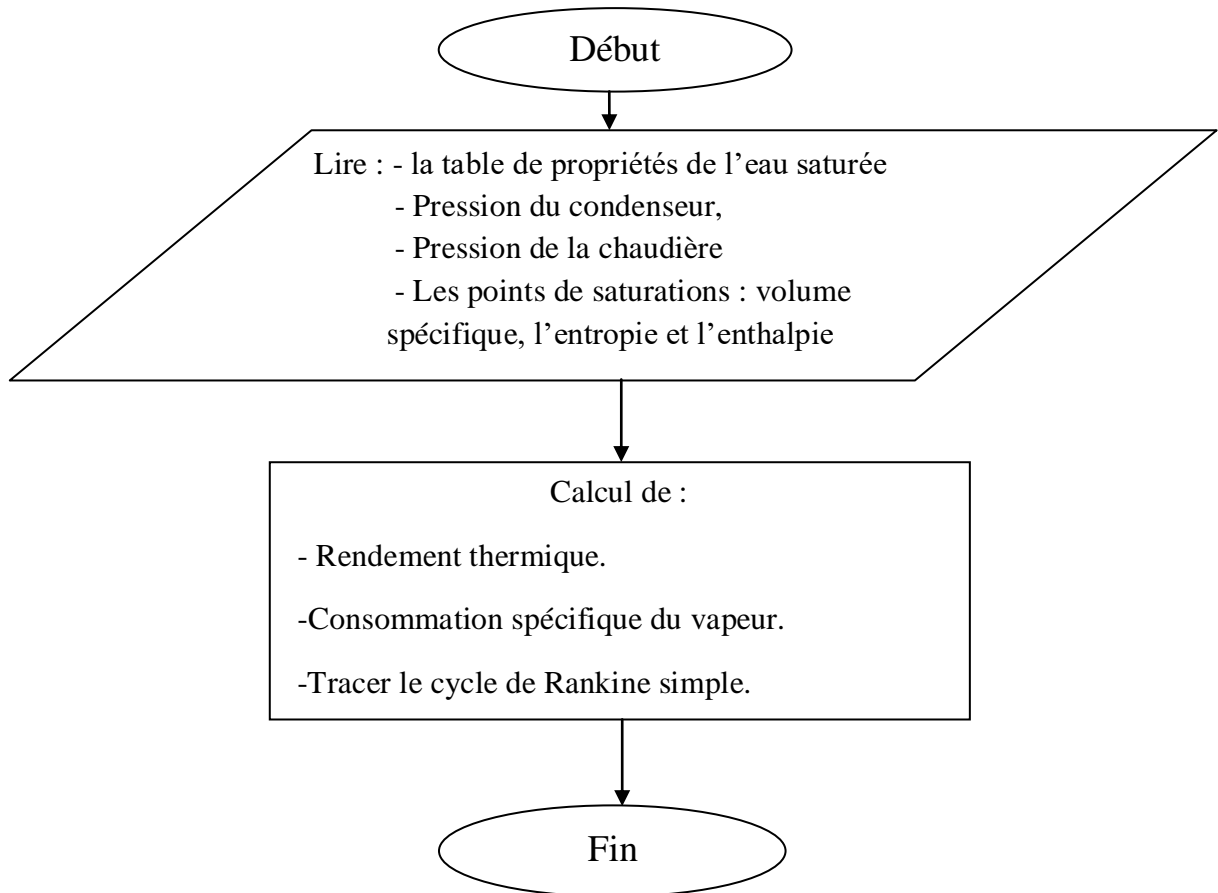 Début
Lire : - la table de propriétés de l’eau saturée
- Pression du condenseur,
- Pression de la chaudière
- Les points de saturations : volume
spécifique, l’entropie et l’enthalpie
Calcul de :
- Rendement thermique.
-Consommation spécifique du vapeur.
-Tracer le cycle de Rankine simple.
Fin